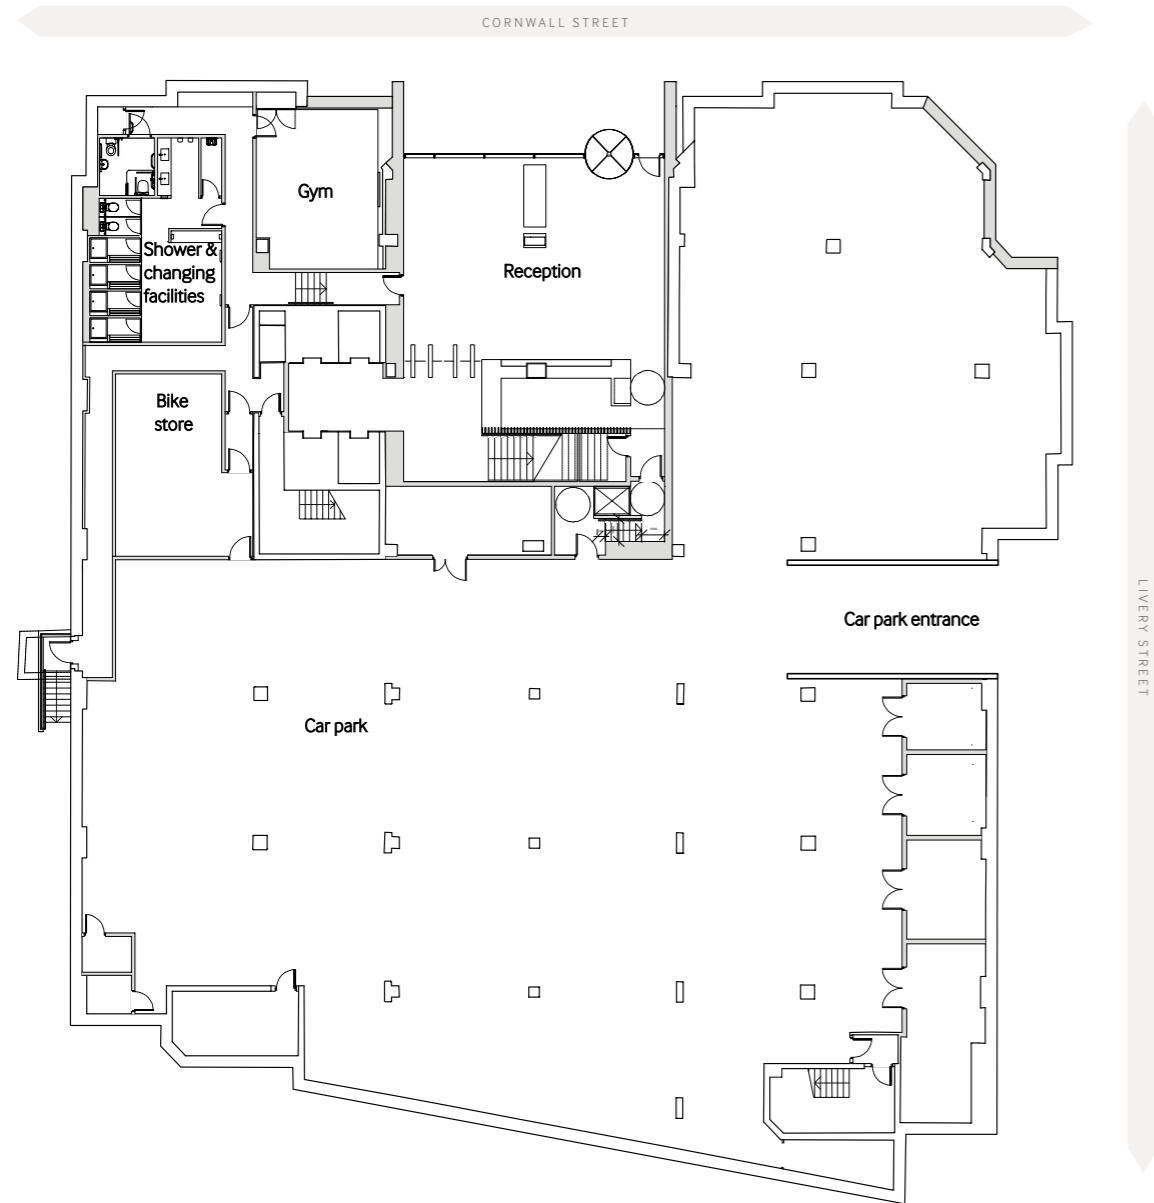 CORNWALL STREET
Gym
Shower &
changing
facilities
Reception
Bike
store
Car park entrance
LIVERY STREET
Car park